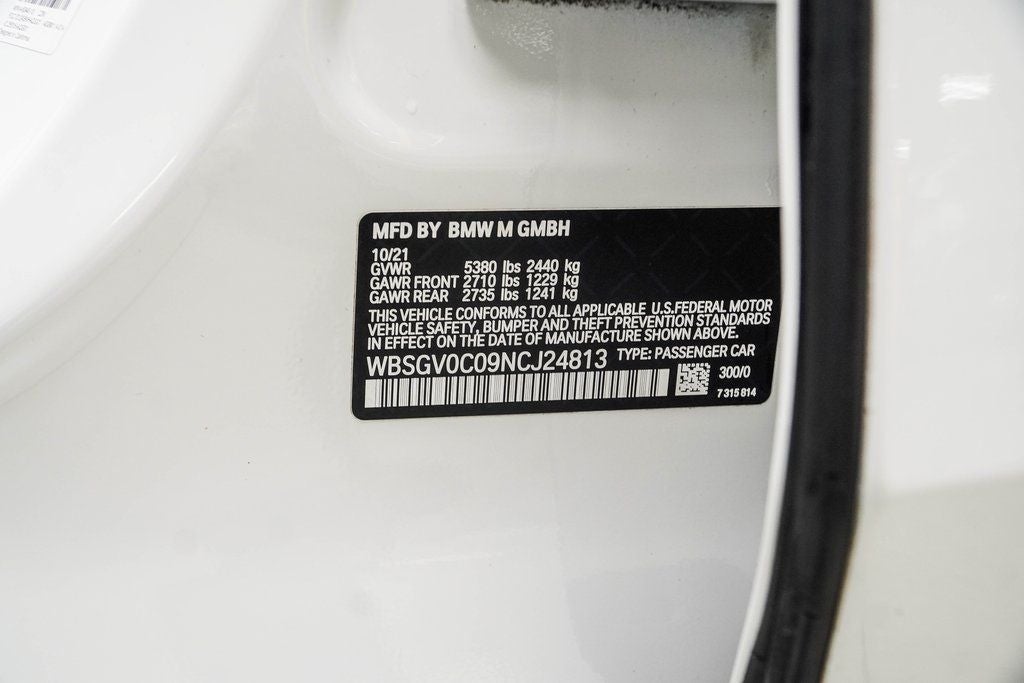 MFD BY BMW M GMBH
10/21
GVWR 5380 lbs 2440 kg
GAWR FRONT 2710 lbs 1229 kg
GAWR REAR 2735 lbs 1241 kg
THIS VEHICLE CONFORMS TO ALL APPLICABLE U.S.FEDERAL MOTOR
VEHICLE SAFETY, BUMPER AND THEFT PREVENTION STANDARDS
IN EFFECT ON THE DATE OF MANUFACTURE SHOWN ABOVE.
WBSGV0C09NCJ24813 TYPE: PASSENGER CAR
300/0
7 315 814